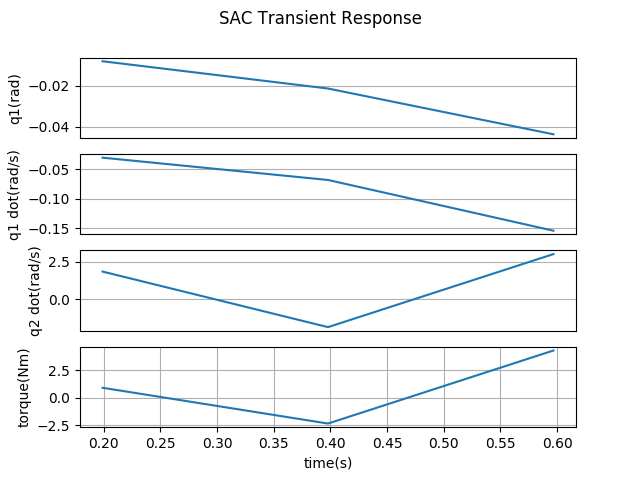 SAC Transient Response
q1(rad)
−0.02
−0.04
q1 dot(rad/s)
−0.05
−0.10
−0.15
q2 dot(rad/s)
2.5
0.0
torque(Nm)
2.5
0.0
−2.5
0.20 0.25 0.30 0.35 0.40 0.45 0.50 0.55 0.60
time(s)